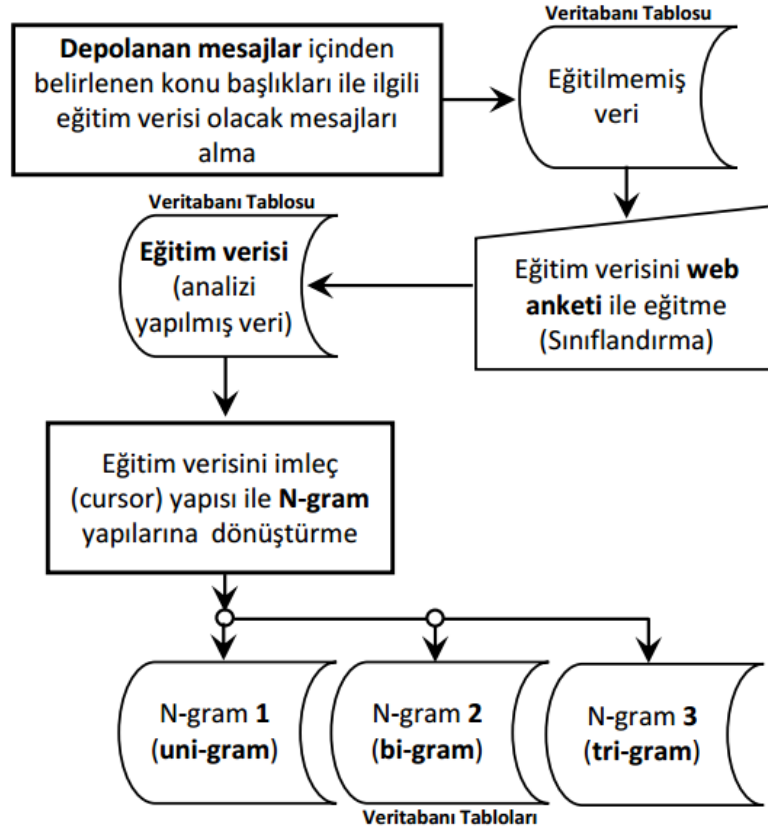 Depolanan mesajlar içinden
belirlenen konu başlıkları ile ilgili
eğitim verisi olacak mesajları
alma
Veritabanı Tablosu
Eğitilmemiş
veri
Eğitim verisini web
anketi ile eğitme
(Sınıflandırma)
Veritabanı Tablosu
Eğitim verisi
(analizi
yapılmış veri)
Eğitim verisini imleç
(cursor) yapısı ile N-gram
yapılarına dönüştürme
N-gram 1
(uni-gram)
N-gram 2
(bi-gram)
N-gram 3
(tri-gram)
Veritabanı Tabloları